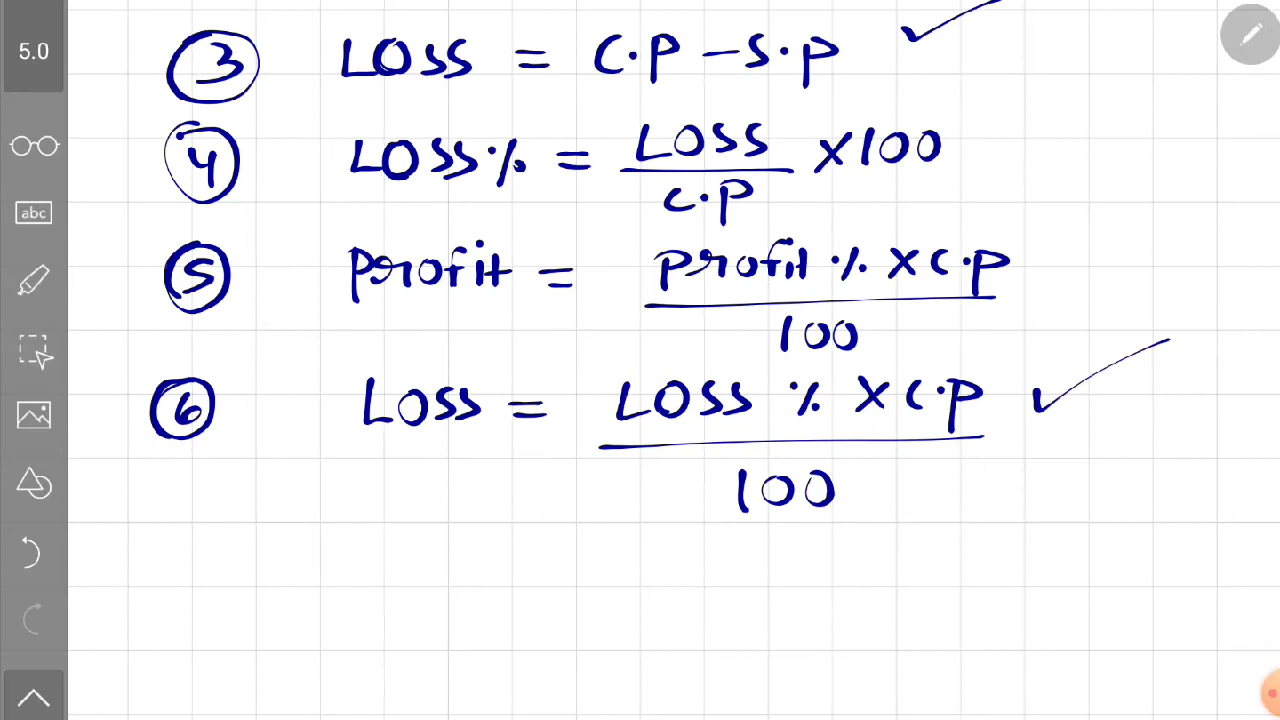 5.0
③ LOSS = C.P - S.P ✓
④ LOSS% = LOSS/C.P × 100
abc
⑤ Profit = Profit % × C.P / 100
⑥ LOSS = LOSS % × C.P / 100 ✓